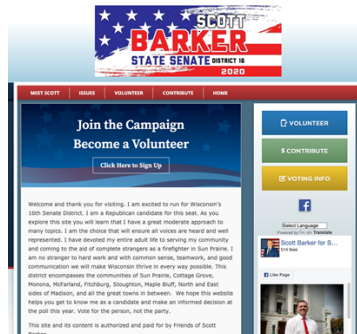 SCOTT
BARKER
STATE SENATE DISTRICT 16
2020
MEET SCOTT ISSUES VOLUNTEER CONTRIBUTE HOME
Join the Campaign
Become a Volunteer
Click Here to Sign Up
VOLUNTEER
$ CONTRIBUTE
VOTING INFO
Select Language
Powered by Google Translate
Scott Barker for S...
likes
Like Page
Welcome and thank you for visiting. I am excited to run for Wisconsin's
16th Senate District. I am a Republican candidate for this seat. As you
explore this site you will learn that I have a great moderate approach to
many topics. I am the choice that will ensure all voices are heard and well
represented. I have devoted my entire adult life to serving my community
and coming to the aid of complete strangers as a firefighter in Sun Prairie. I
am no stranger to hard work and with common sense, teamwork, and good
communication we will make Wisconsin thrive in every way possible. This
district encompasses the communities of Sun Prairie, Cottage Grove,
Monona, McFarland, Fitchburg, Stoughton, Maple Bluff, North and East
sides of Madison, and all the great towns in between. We hope this website
helps you get to know me as a candidate and make an informed decision at
the poll this year. Vote for the person, not the party.
This site and its content is authorized and paid for by Friends of Scott